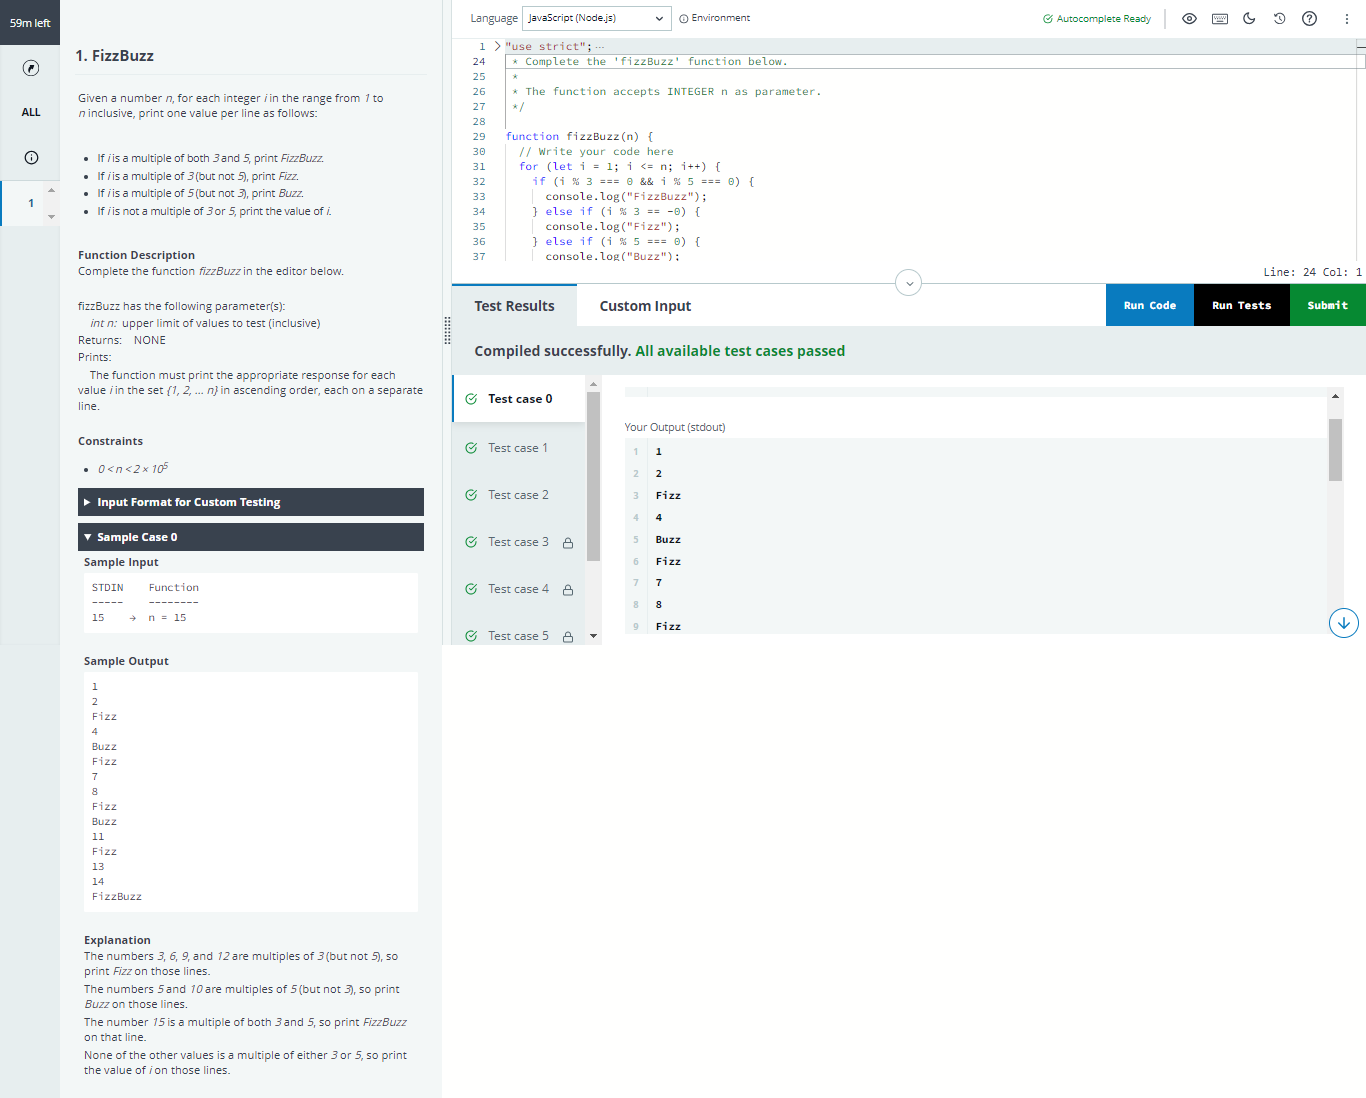 59m left
ALL
1
1. FizzBuzz
Given a number n, for each integer i in the range from 1 to
n inclusive, print one value per line as follows:
• If i is a multiple of both 3 and 5, print FizzBuzz.
• If i is a multiple of 3 (but not 5), print Fizz.
• If i is a multiple of 5 (but not 3), print Buzz.
• If i is not a multiple of 3 or 5, print the value of i.
Function Description
Complete the function fizzBuzz in the editor below.
fizzBuzz has the following parameter(s):
int n: upper limit of values to test (inclusive)
Returns: NONE
Prints:
The function must print the appropriate response for each
value i in the set {1, 2, ... n} in ascending order, each on a separate
line.
Constraints
• 0 < n < 2 × 10⁵
Input Format for Custom Testing
Sample Case 0
Sample Input
STDIN Function
----- --------
15 → n = 15
Sample Output
1
2
Fizz
4
Buzz
Fizz
7
8
Fizz
Buzz
11
Fizz
13
14
FizzBuzz
Explanation
The numbers 3, 6, 9, and 12 are multiples of 3 (but not 5), so
print Fizz on those lines.
The numbers 5 and 10 are multiples of 5 (but not 3), so print
Buzz on those lines.
The number 15 is a multiple of both 3 and 5, so print FizzBuzz
on that line.
None of the other values is a multiple of either 3 or 5, so print
the value of i on those lines.
Language JavaScript (Node.js) Environment Autocomplete Ready
1 "use strict"; ...
24 * Complete the 'fizzBuzz' function below.
25 *
26 * The function accepts INTEGER n as parameter.
27 */
28
29 function fizzBuzz(n) {
30 // Write your code here
31 for (let i = 1; i <= n; i++) {
32 if (i % 3 === 0 && i % 5 === 0) {
33 console.log("FizzBuzz");
34 } else if (i % 3 == -0) {
35 console.log("Fizz");
36 } else if (i % 5 === 0) {
37 console.log("Buzz");
Line: 24 Col: 1
Test Results Custom Input Run Code Run Tests Submit
Compiled successfully. All available test cases passed
Test case 0
Test case 1
Test case 2
Test case 3
Test case 4
Test case 5
Your Output (stdout)
1 1
2 2
3 Fizz
4 4
5 Buzz
6 Fizz
7 7
8 8
9 Fizz